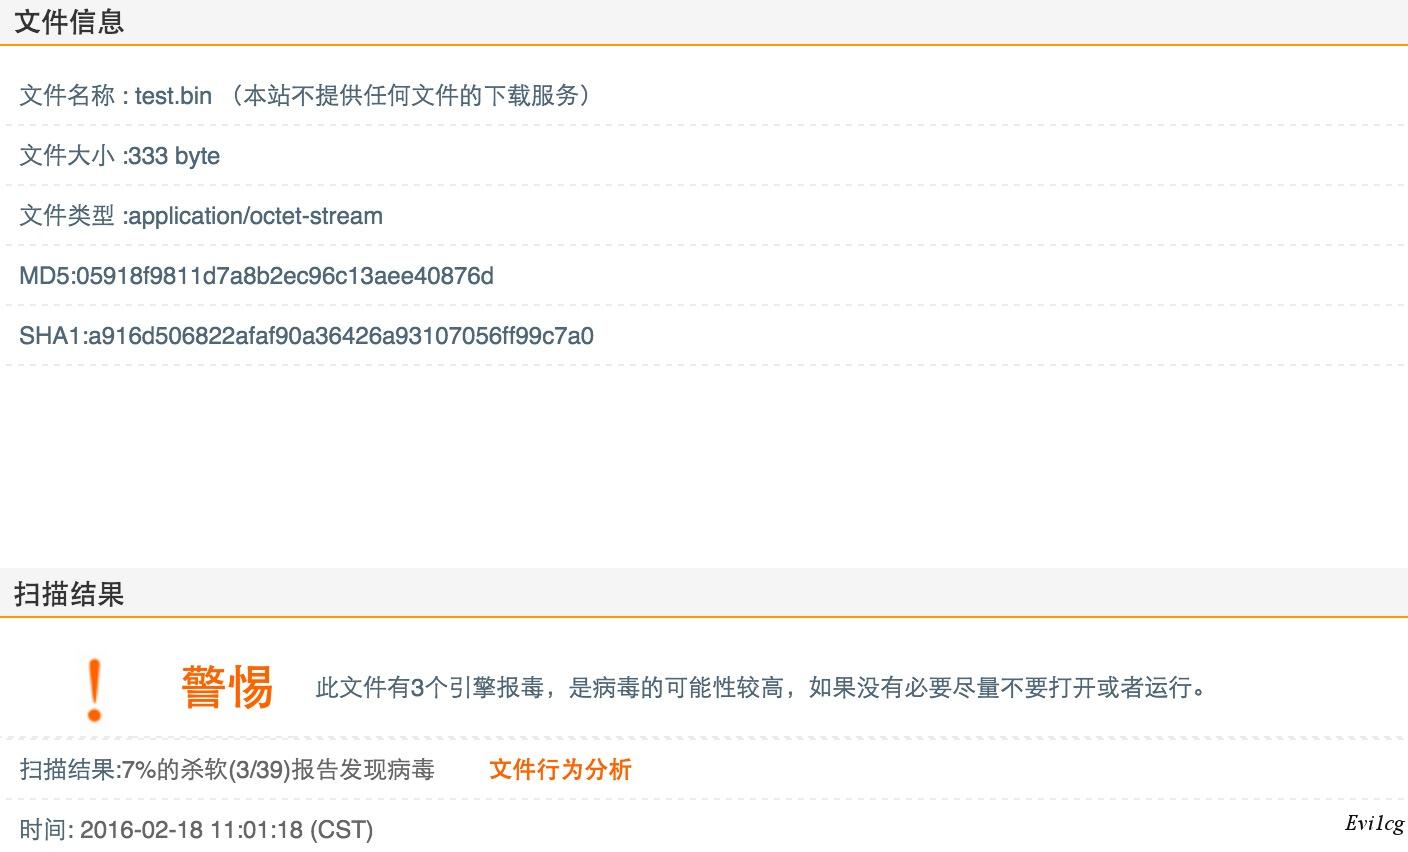 文件信息
文件名称 : test.bin （本站不提供任何文件的下载服务）
文件大小 :333 byte
文件类型 :application/octet-stream
MD5:05918f9811d7a8b2ec96c13aee40876d
SHA1:a916d506822afaf90a36426a93107056ff99c7a0
扫描结果
! 警惕 此文件有3个引擎报毒，是病毒的可能性较高，如果没有必要尽量不要打开或者运行。
扫描结果:7%的杀软(3/39)报告发现病毒 文件行为分析
时间: 2016-02-18 11:01:18 (CST)
Evi1cg